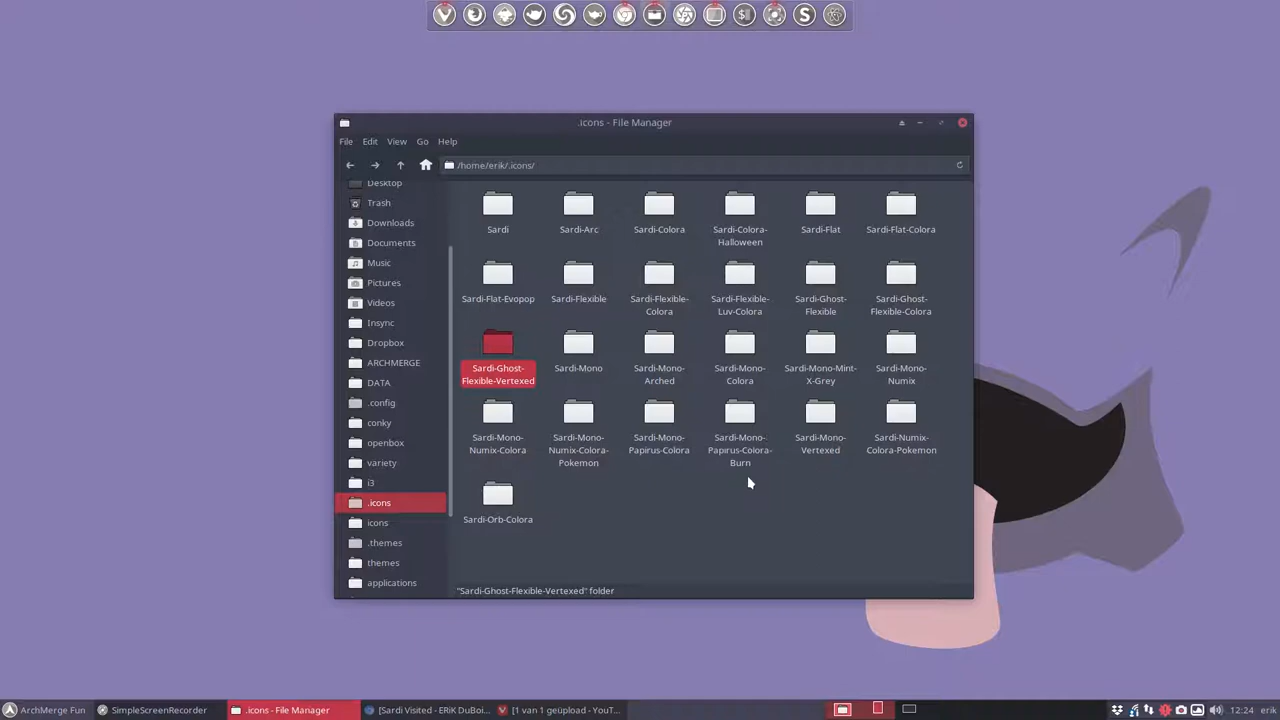 $
S
.icons - File Manager
File Edit View Go Help
/home/erik/.icons/
Desktop
Trash
Downloads
Documents
Music
Pictures
Videos
Insync
Dropbox
ARCHMERGE
DATA
.config
conky
openbox
variety
i3
.icons
icons
.themes
themes
applications
Sardi
Sardi-Arc
Sardi-Colora
Sardi-Colora-
Halloween
Sardi-Flat
Sardi-Flat-Colora
Sardi-Flat-Evopop
Sardi-Flexible
Sardi-Flexible-
Colora
Sardi-Flexible-
Luv-Colora
Sardi-Ghost-
Flexible
Sardi-Ghost-
Flexible-Colora
Sardi-Ghost-
Flexible-Vertexed
Sardi-Mono
Sardi-Mono-
Arched
Sardi-Mono-
Colora
Sardi-Mono-Mint-
X-Grey
Sardi-Mono-
Numix
Sardi-Mono-
Numix-Colora
Sardi-Mono-
Numix-Colora-
Pokemon
Sardi-Mono-
Papirus-Colora
Sardi-Mono-
Papirus-Colora-
Burn
Sardi-Mono-
Vertexed
Sardi-Numix-
Colora-Pokemon
Sardi-Orb-Colora
"Sardi-Ghost-Flexible-Vertexed" folder
ArchMerge Fun
SimpleScreenRecorder
.icons - File Manager
[Sardi Visited - ERiK DuBoi...
[1 van 1 geüpload - YouT...
12:24
erik